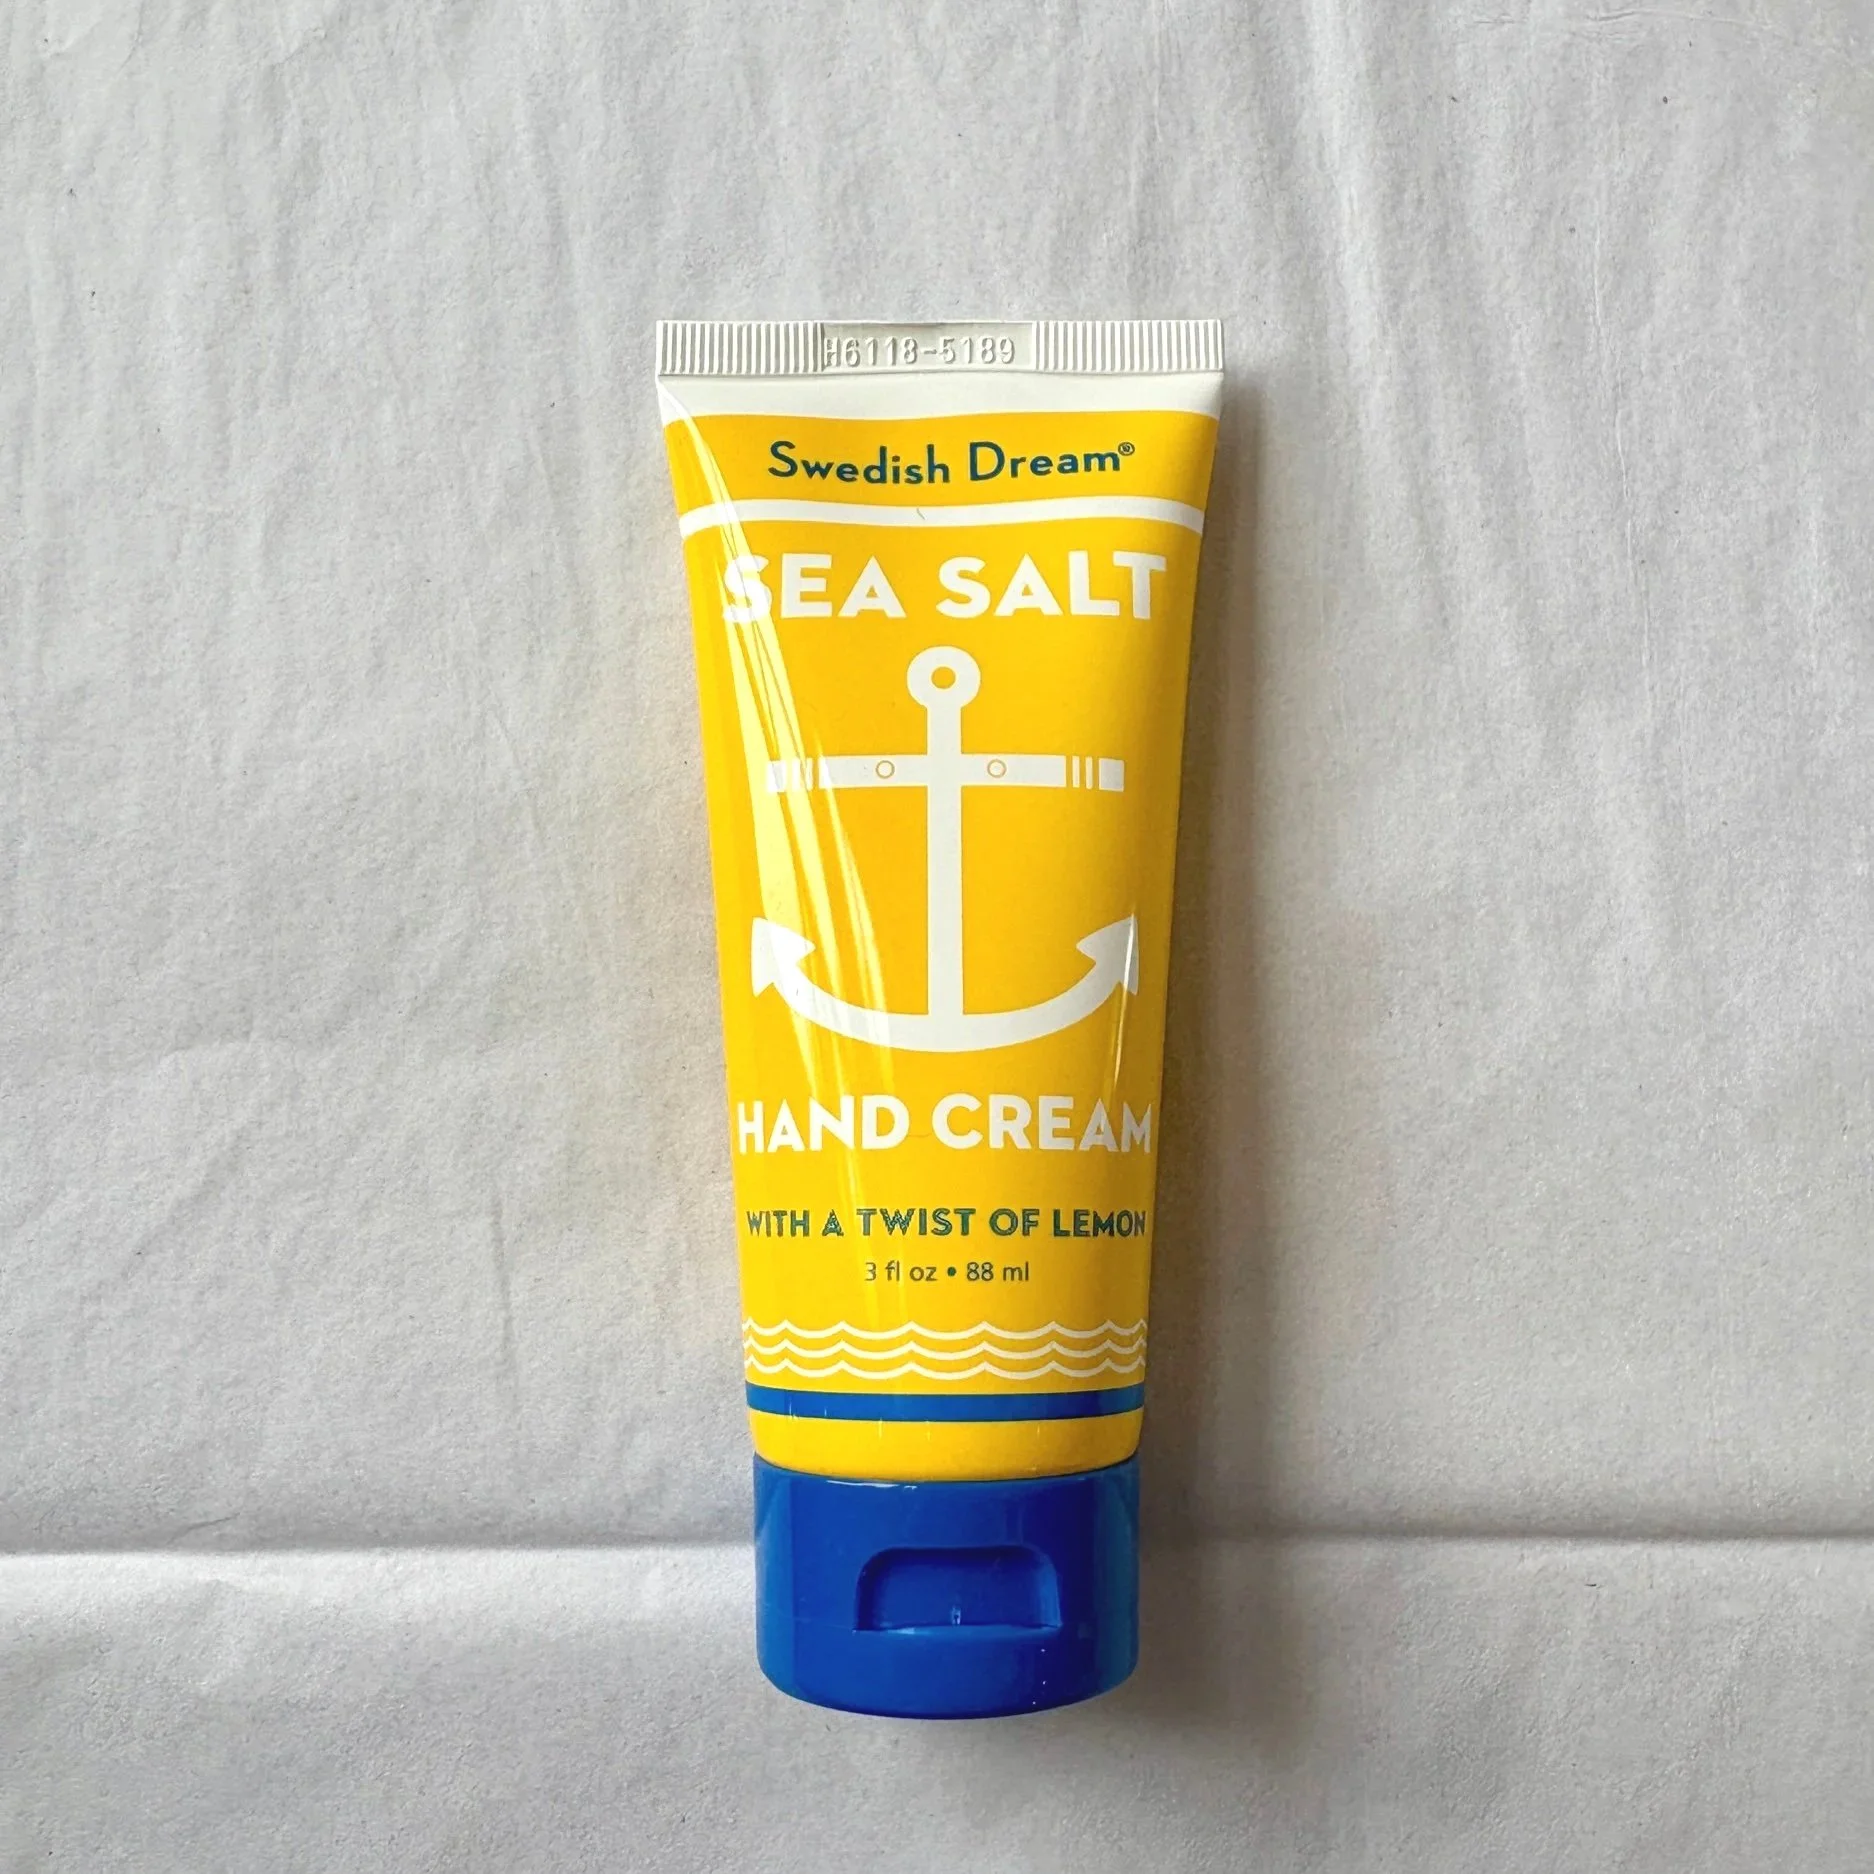 H6118-5189
Swedish Dream®
SEA SALT
HAND CREAM
WITH A TWIST OF LEMON
3 fl oz • 88 ml